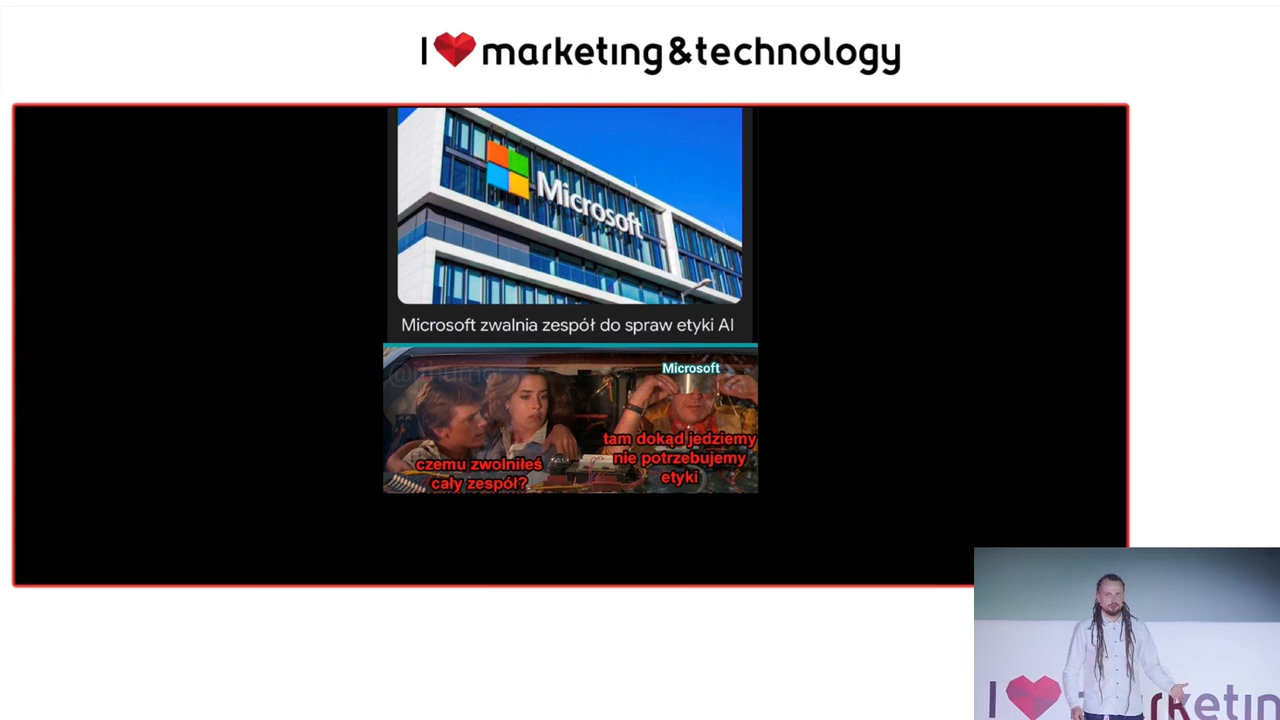 I marketing&technology
Microsoft
Microsoft zwalnia zespół do spraw etyki AI
Microsoft
tam dokąd jedziemy
nie potrzebujemy
etyki
czemu zwolniłeś
cały zespół?
I marketin